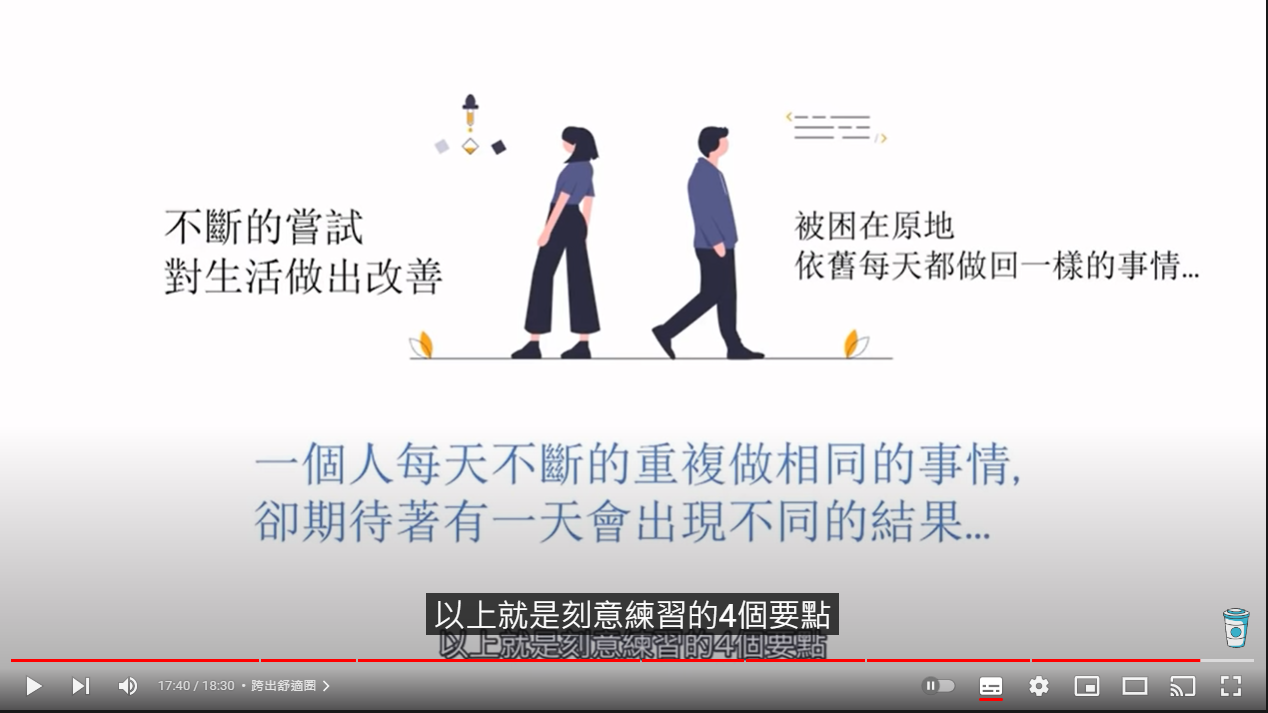 不斷的嘗試
對生活做出改善
被困在原地
依舊每天都做回一樣的事情...
一個人每天不斷的重複做相同的事情,
卻期待著有一天會出現不同的結果...
以上就是刻意練習的4個要點
以上就是刻意練習的4個要點
17:40 / 18:30 • 跨出舒適圈